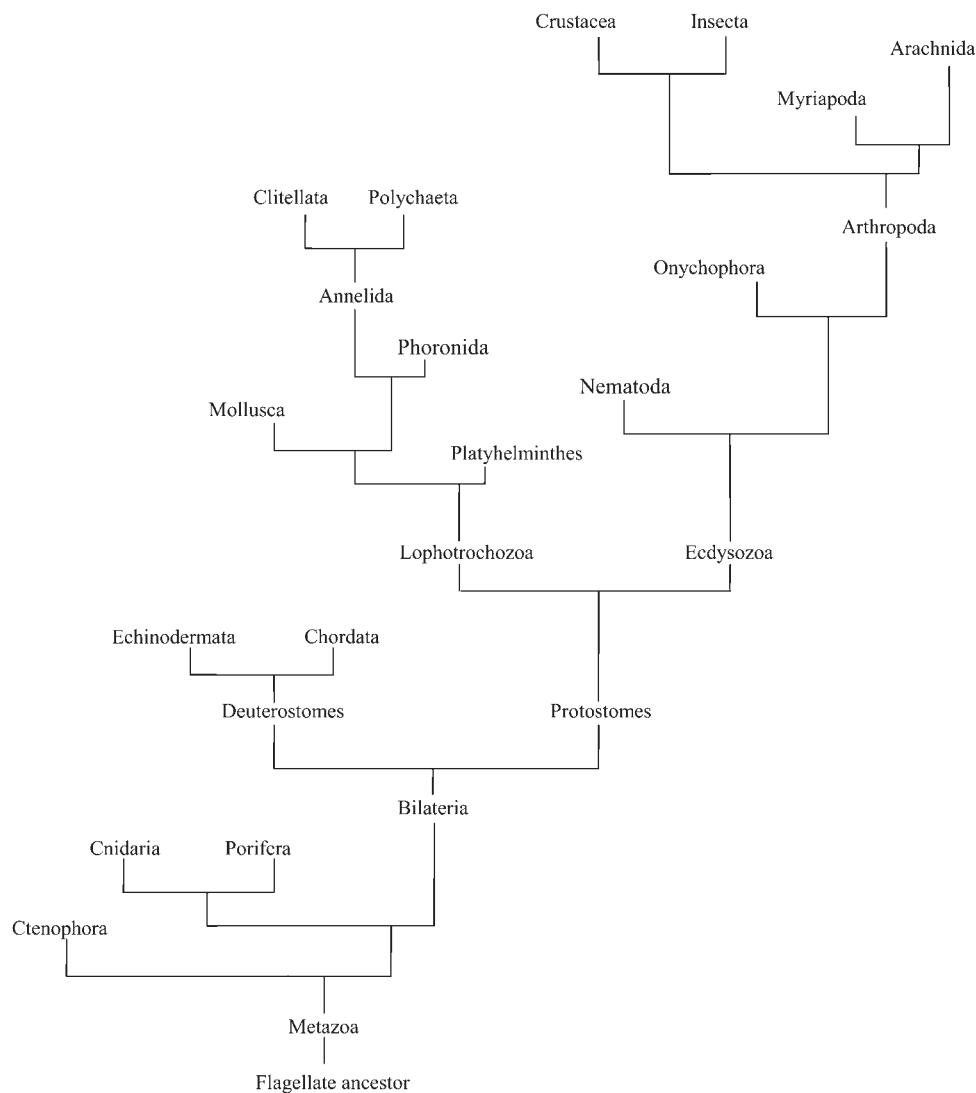 Crustacea
Insecta
Arachnida
Myriapoda
Clitellata
Polychaeta
Arthropoda
Onychophora
Annelida
Phoronida
Nematoda
Mollusca
Platyhelminthes
Lophotrochozoa
Ecdysozoa
Echinodermata
Chordata
Deuterostomes
Protostomes
Bilateria
Cnidaria
Porifera
Ctenophora
Metazoa
Flagellate ancestor